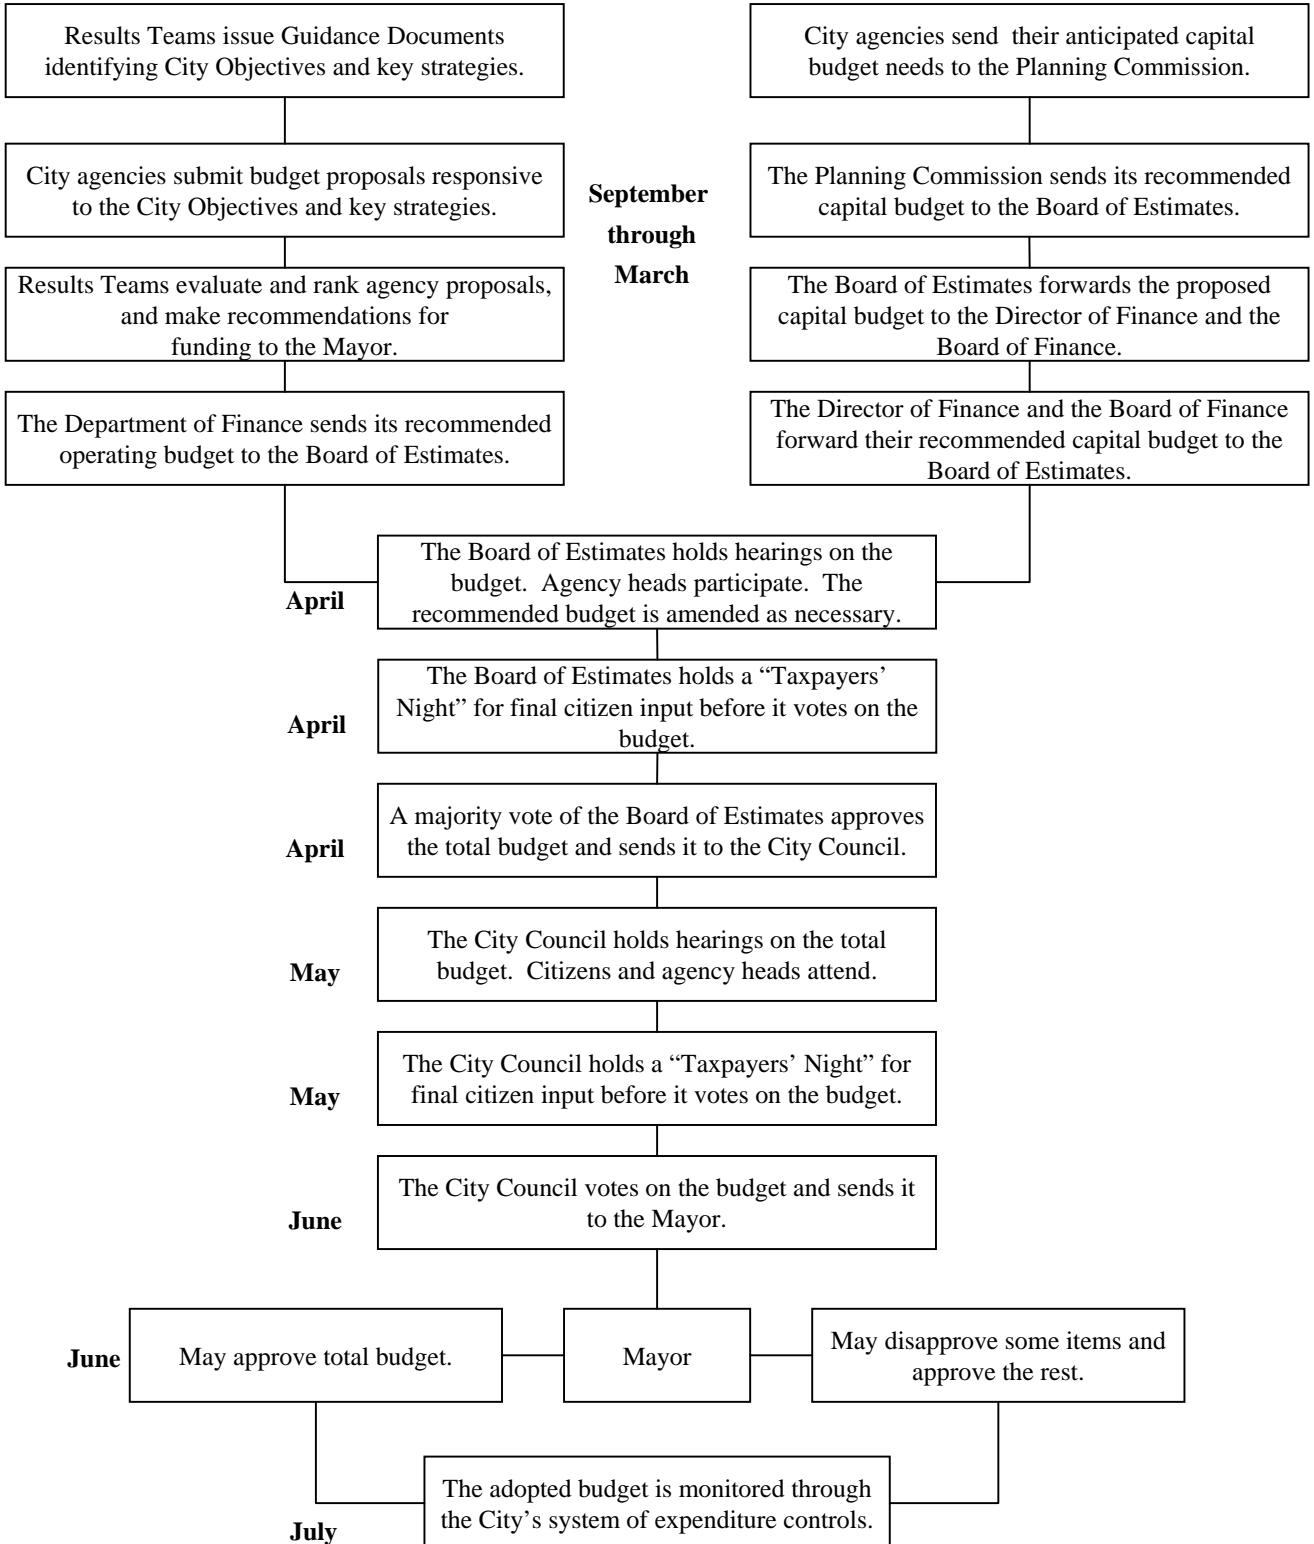 Results Teams issue Guidance Documents
identifying City Objectives and key strategies.
City agencies send  their anticipated capital
budget needs to the Planning Commission.
City agencies submit budget proposals responsive
to the City Objectives and key strategies.
September
through
March
The Planning Commission sends its recommended
capital budget to the Board of Estimates.
Results Teams evaluate and rank agency proposals,
and make recommendations for
funding to the Mayor.
The Board of Estimates forwards the proposed
capital budget to the Director of Finance and the
Board of Finance.
The Department of Finance sends its recommended
operating budget to the Board of Estimates.
The Director of Finance and the Board of Finance
forward their recommended capital budget to the
Board of Estimates.
April
The Board of Estimates holds hearings on the
budget.  Agency heads participate.  The
recommended budget is amended as necessary.
April
The Board of Estimates holds a “Taxpayers’
Night” for final citizen input before it votes on the
budget.
April
A majority vote of the Board of Estimates approves
the total budget and sends it to the City Council.
May
The City Council holds hearings on the total
budget.  Citizens and agency heads attend.
May
The City Council holds a “Taxpayers’ Night” for
final citizen input before it votes on the budget.
June
The City Council votes on the budget and sends it
to the Mayor.
June
May approve total budget.
Mayor
May disapprove some items and
approve the rest.
July
The adopted budget is monitored through
the City’s system of expenditure controls.